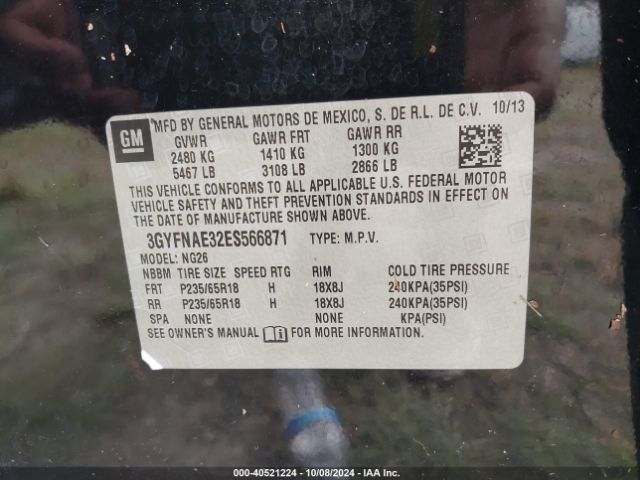 GM
MFD BY GENERAL MOTORS DE MEXICO, S. DE R.L. DE C.V. 10/13
GVWR GAWR FRT GAWR RR
2480 KG 1410 KG 1300 KG
5467 LB 3108 LB 2866 LB
THIS VEHICLE CONFORMS TO ALL APPLICABLE U.S. FEDERAL MOTOR
VEHICLE SAFETY AND THEFT PREVENTION STANDARDS IN EFFECT ON
THE DATE OF MANUFACTURE SHOWN ABOVE.
3GYFNAE32ES566871 TYPE: M.P.V.
MODEL: NG26
NBBM TIRE SIZE SPEED RTG RIM COLD TIRE PRESSURE
FRT P235/65R18 H 18X8J 240KPA(35PSI)
RR P235/65R18 H 18X8J 240KPA(35PSI)
SPA NONE NONE KPA(PSI)
SEE OWNER'S MANUAL FOR MORE INFORMATION.
000-40521224 | 10/08/2024 | IAA Inc.